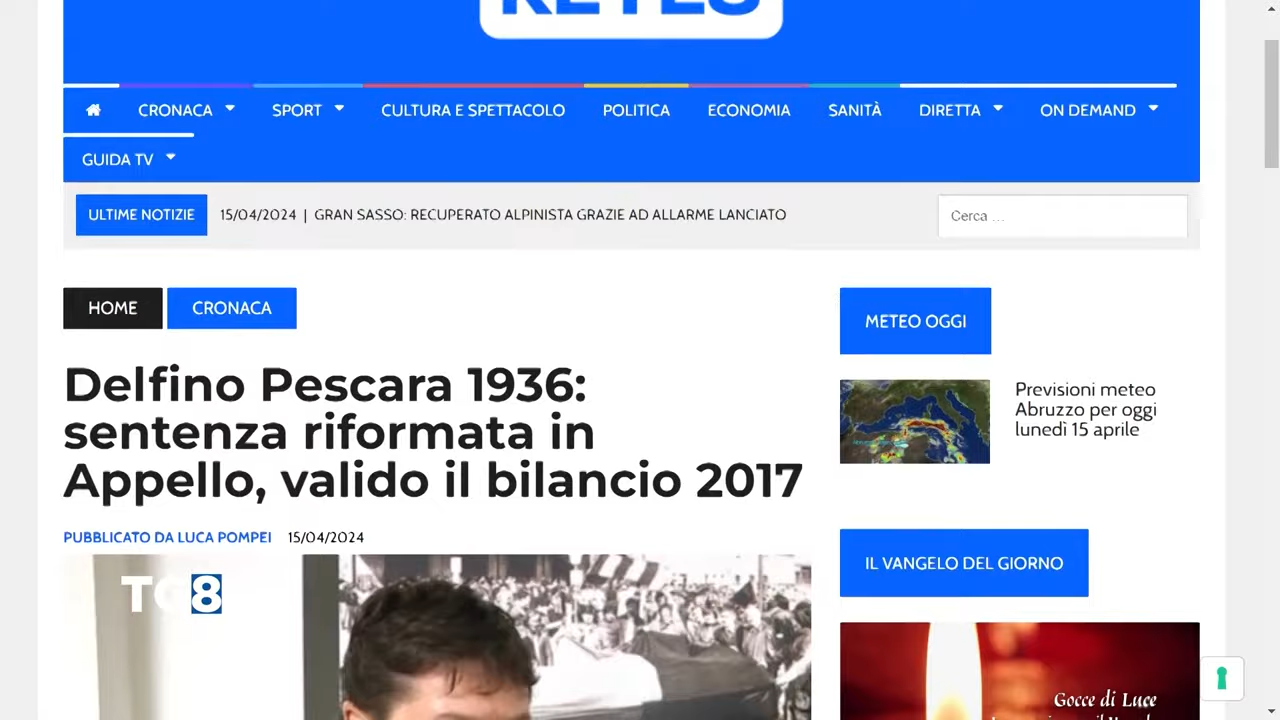 CRONACA
SPORT
CULTURA E SPETTACOLO
POLITICA
ECONOMIA
SANITÀ
DIRETTA
ON DEMAND
GUIDA TV
ULTIME NOTIZIE
15/04/2024 | GRAN SASSO: RECUPERATO ALPINISTA GRAZIE AD ALLARME LANCIATO
Cerca …
HOME
CRONACA
Delfino Pescara 1936:
sentenza riformata in
Appello, valido il bilancio 2017
PUBBLICATO DA LUCA POMPEI 15/04/2024
TG8
METEO OGGI
Previsioni meteo
Abruzzo per oggi
lunedì 15 aprile
IL VANGELO DEL GIORNO
Gocce di Luce